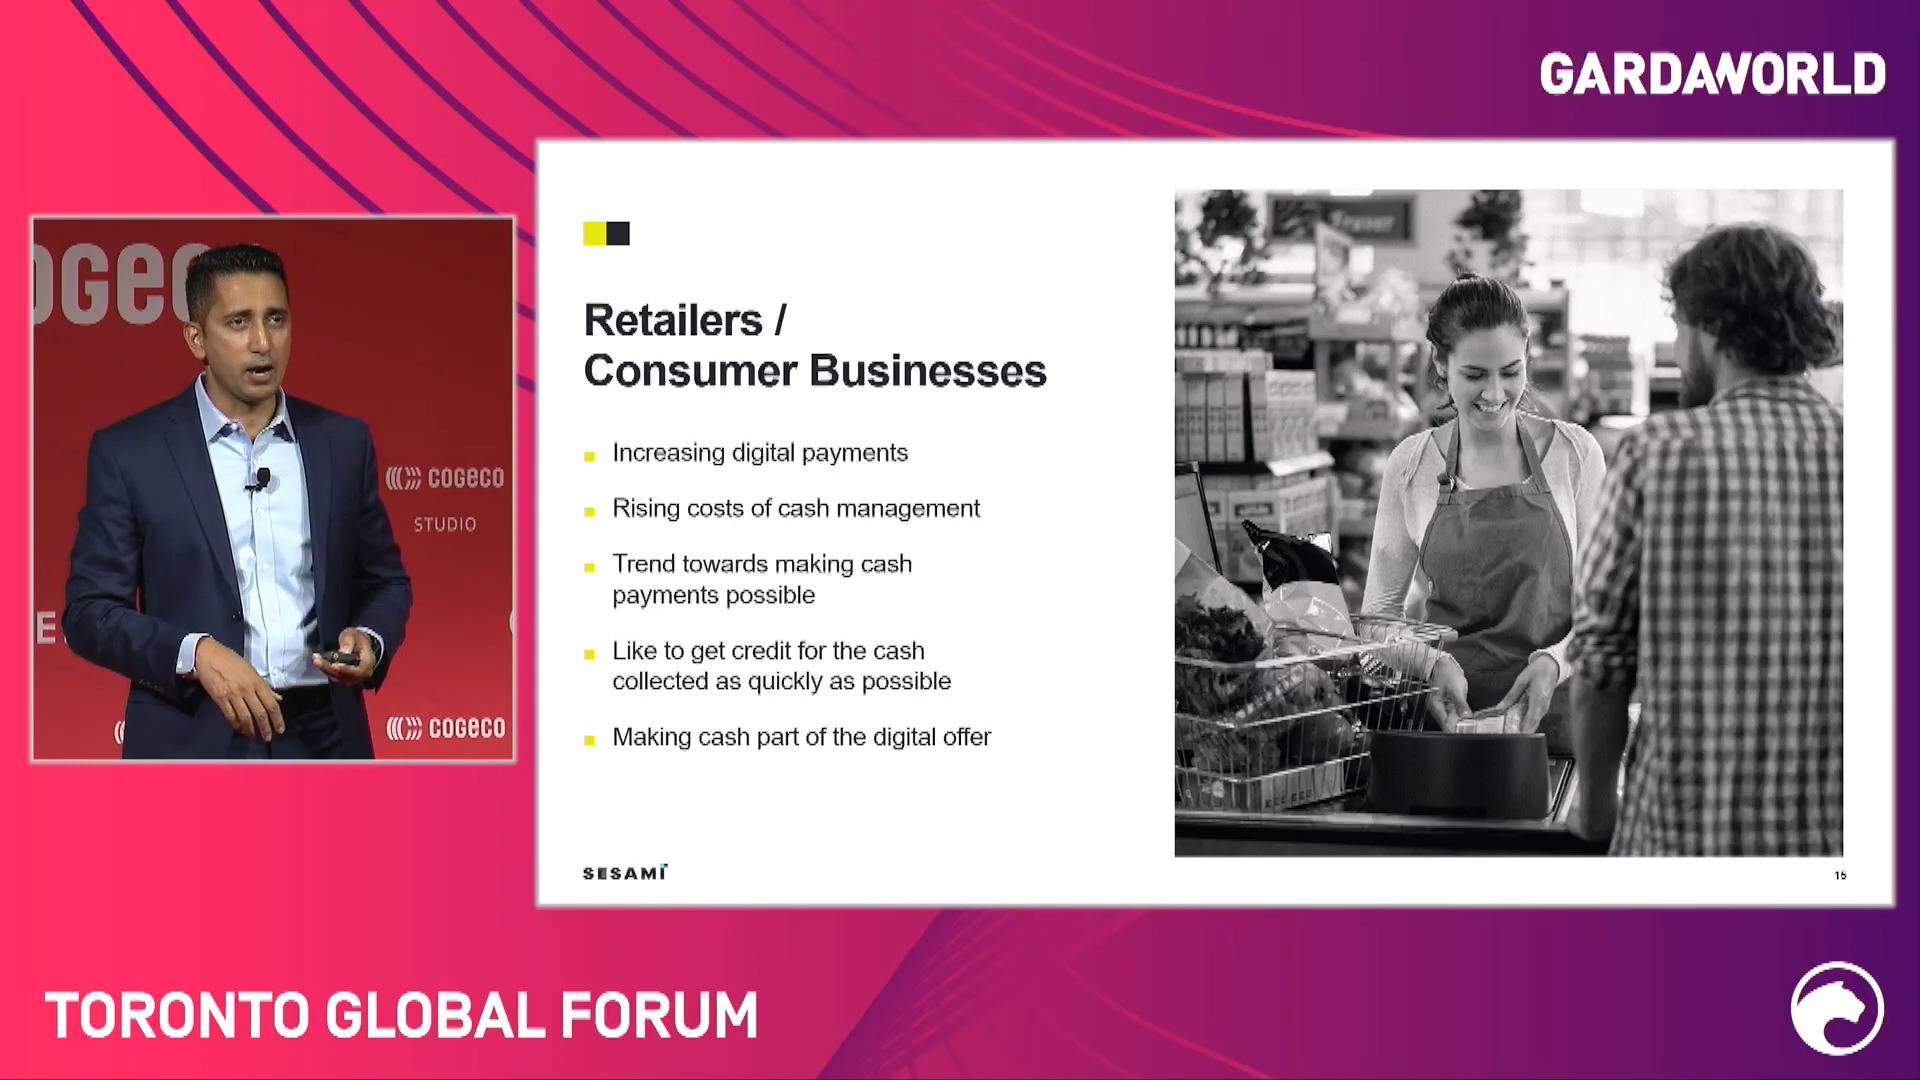 GARDAWORLD
ogec
cogeco
STUDIO
E
cogeco
Retailers /
Consumer Businesses
Increasing digital payments
Rising costs of cash management
Trend towards making cash
payments possible
Like to get credit for the cash
collected as quickly as possible
Making cash part of the digital offer
SESAMI
15
TORONTO GLOBAL FORUM